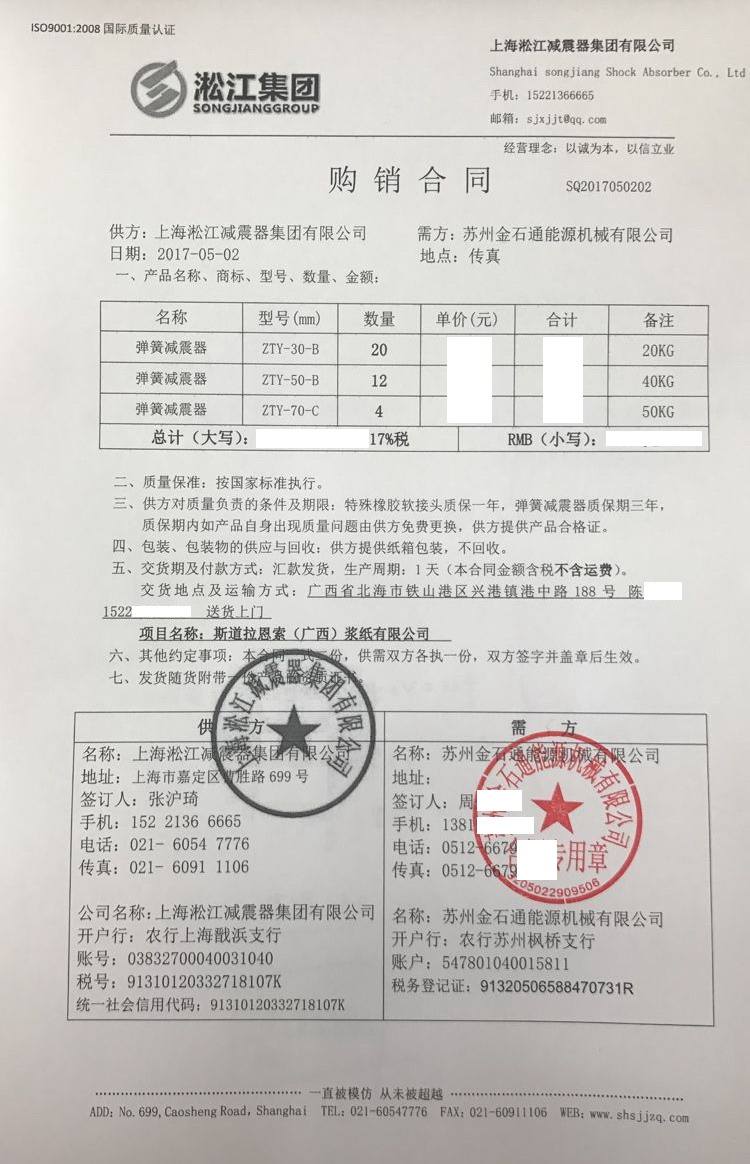 ISO9001:2008 国际质量认证
淞江集团
SONGJIANGGROUP
上海淞江减震器集团有限公司
Shanghai songjiang Shock Absorber Co., Ltd
手机：15221366665
邮箱：sjxjjt@qq.com
经营理念：以诚为本，以信立业
购销合同
SQ2017050202
供方：上海淞江减震器集团有限公司 需方：苏州金石通能源机械有限公司
日期：2017-05-02 地点：传真
一、产品名称、商标、型号、数量、金额：
名称 型号(mm) 数量 单价(元) 合计 备注
弹簧减震器 ZTY-30-B 20 20KG
弹簧减震器 ZTY-50-B 12 40KG
弹簧减震器 ZTY-70-C 4 50KG
总计（大写）： 17%税 RMB（小写）：
二、质量保准：按国家标准执行。
三、供方对质量负责的条件及期限：特殊橡胶软接头质保一年，弹簧减震器质保期三年，
质保期内如产品自身出现质量问题由供方免费更换，供方提供产品合格证。
四、包装、包装物的供应与回收：供方提供纸箱包装，不回收。
五、交货期及付款方式：汇款发货，生产周期：1天（本合同金额含税不含运费）。
交货地点及运输方式：广西省北海市铁山港区兴港镇港中路188号 陈
1522 送货上门
项目名称：斯道拉恩索（广西）浆纸有限公司
六、其他约定事项：本合同一式二份，供需双方各执一份，双方签字并盖章后生效。
七、发货随货附带一份产品
供 方 需 方
名称：上海淞江减震器集团有限公司 名称：苏州金石通能源机械有限公司
地址：上海市嘉定区曹胜路699号 地址：
签订人：张沪琦 签订人：周
手机：152 2136 6665 手机：1381
电话：021- 6054 7776 电话：0512-6679
传真：021- 6091 1106 传真：0512-6679
公司名称：上海淞江减震器集团有限公司 名称：苏州金石通能源机械有限公司
开户行：农行上海戬浜支行 开户行：农行苏州枫桥支行
账号：03832700040031040 账户：547801040015811
税号：91310120332718107K 税务登记证：91320506588470731R
统一社会信用代码：91310120332718107K
上海淞江减震器集团有限公司
苏州金石通能源机械有限公司
专用章
3205022909506
一直被模仿 从未被超越
ADD: No.699, Caosheng Road, Shanghai TEL: 021-60547776 FAX: 021-60911106 WEB: www.shsjjzq.com